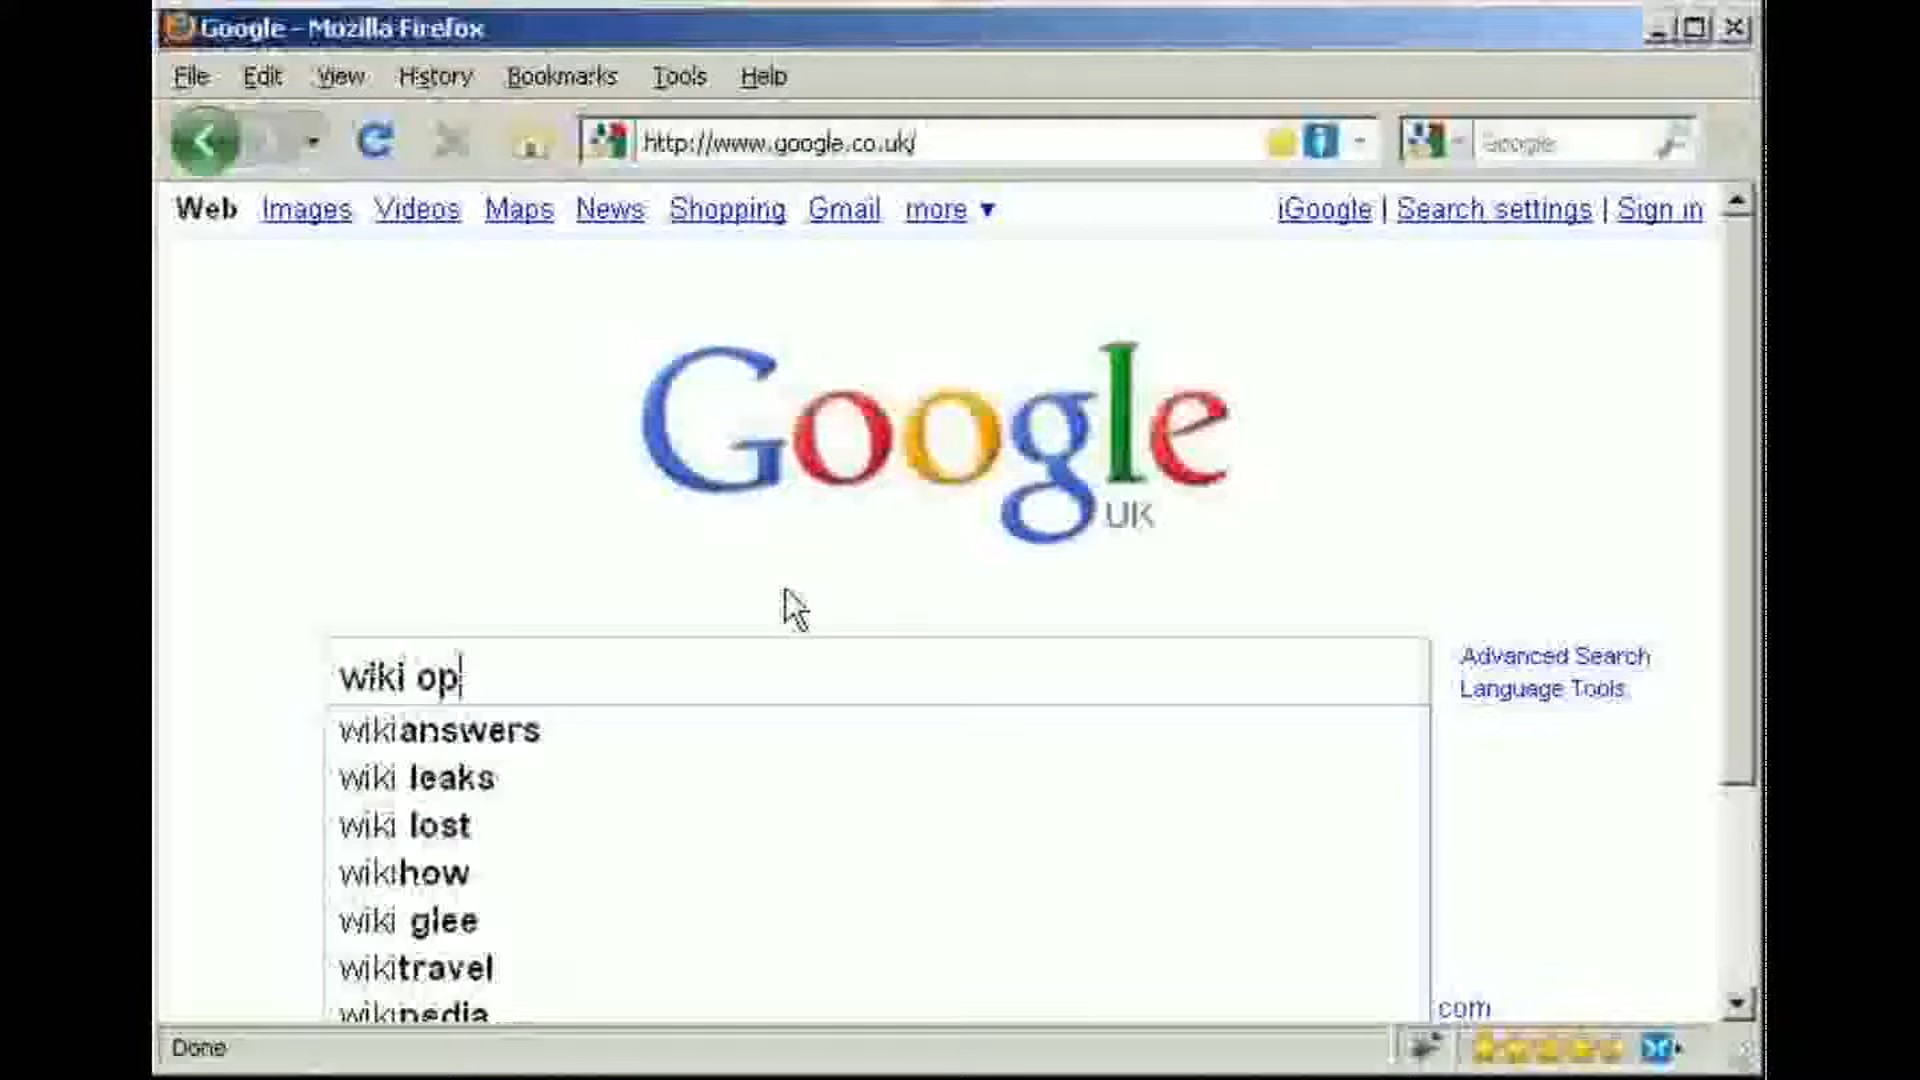 Google - Mozilla Firefox
File Edit View History Bookmarks Tools Help
http://www.google.co.uk/ Google
Web Images Videos Maps News Shopping Gmail more ▼ iGoogle | Search settings | Sign in
Google
UK
wiki op
Advanced Search
Language Tools
wikianswers
wiki leaks
wiki lost
wikihow
wiki glee
wikitravel
wikipedia
com
Done